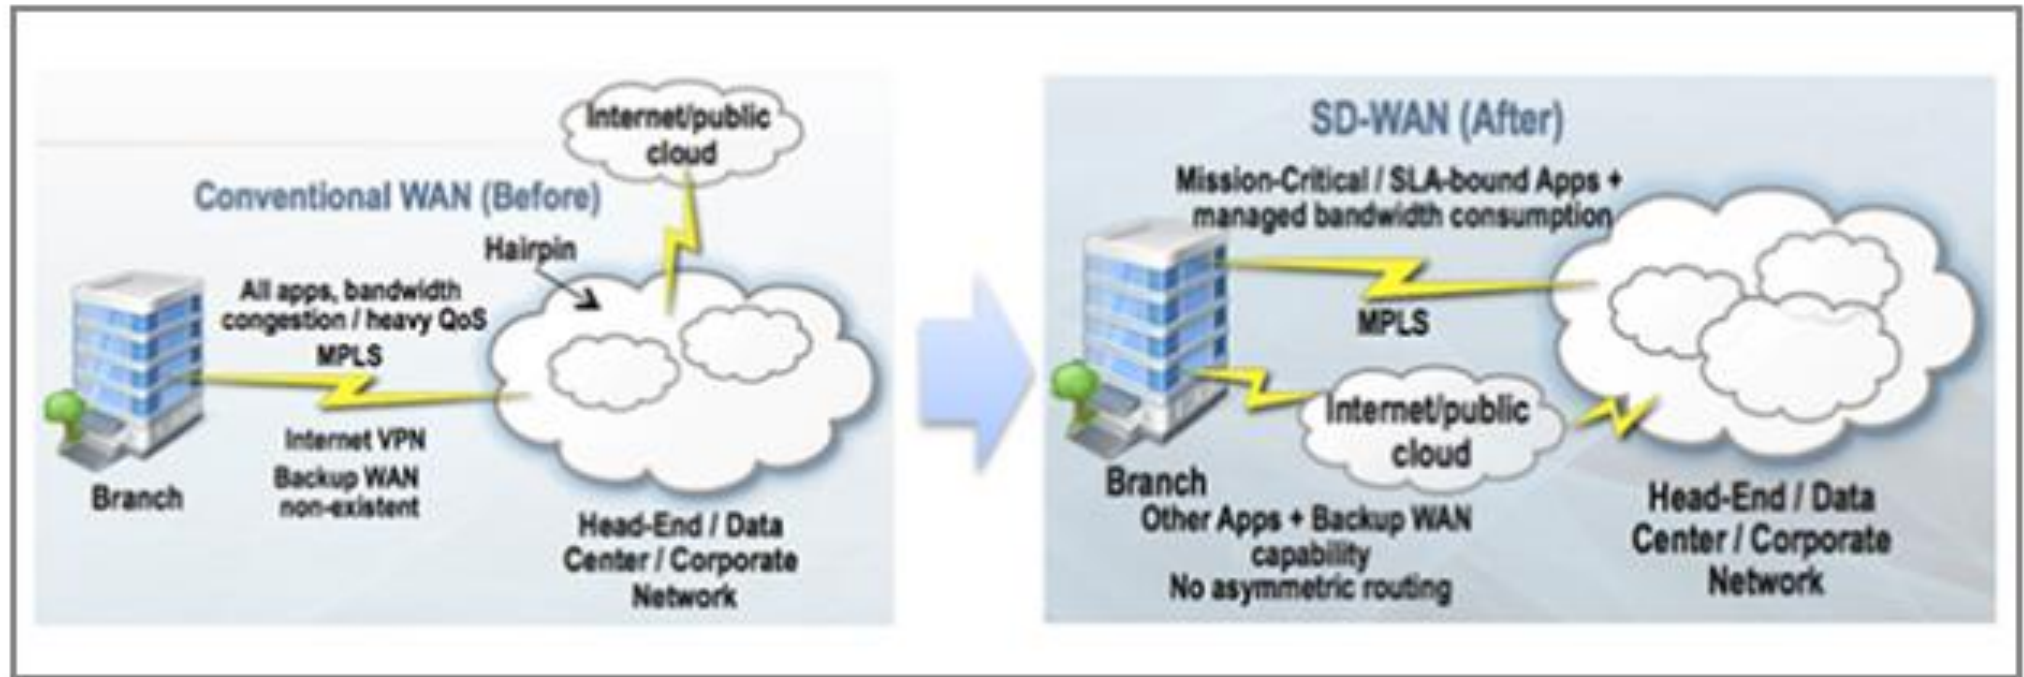 Conventional WAN (Before)
Internet/public
cloud
Hairpin
All apps, bandwidth
congestion / heavy QoS
MPLS
Internet VPN
Backup WAN
non-existent
Branch
Head-End / Data
Center / Corporate
Network
SD-WAN (After)
Mission-Critical / SLA-bound Apps +
managed bandwidth consumption
MPLS
Internet/public
cloud
Branch
Other Apps + Backup WAN
capability
No asymmetric routing
Head-End / Data
Center / Corporate
Network